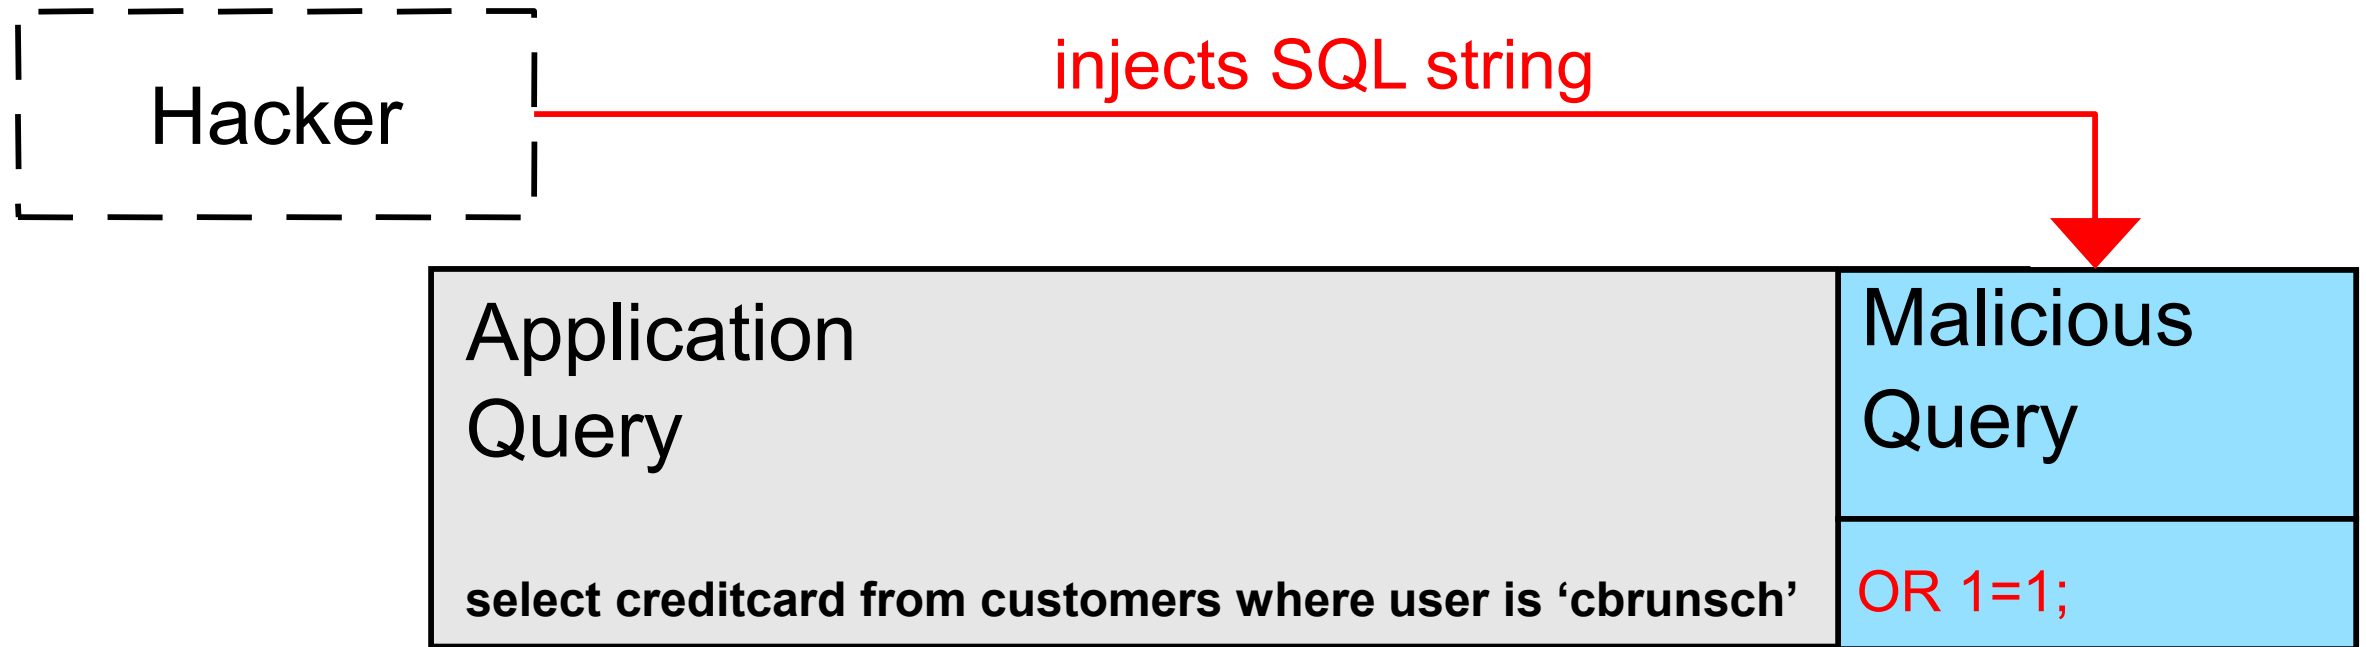 Hacker
injects SQL string
Application
Query
select creditcard from customers where user is ‘cbrunsch’
Malicious
Query
OR 1=1;